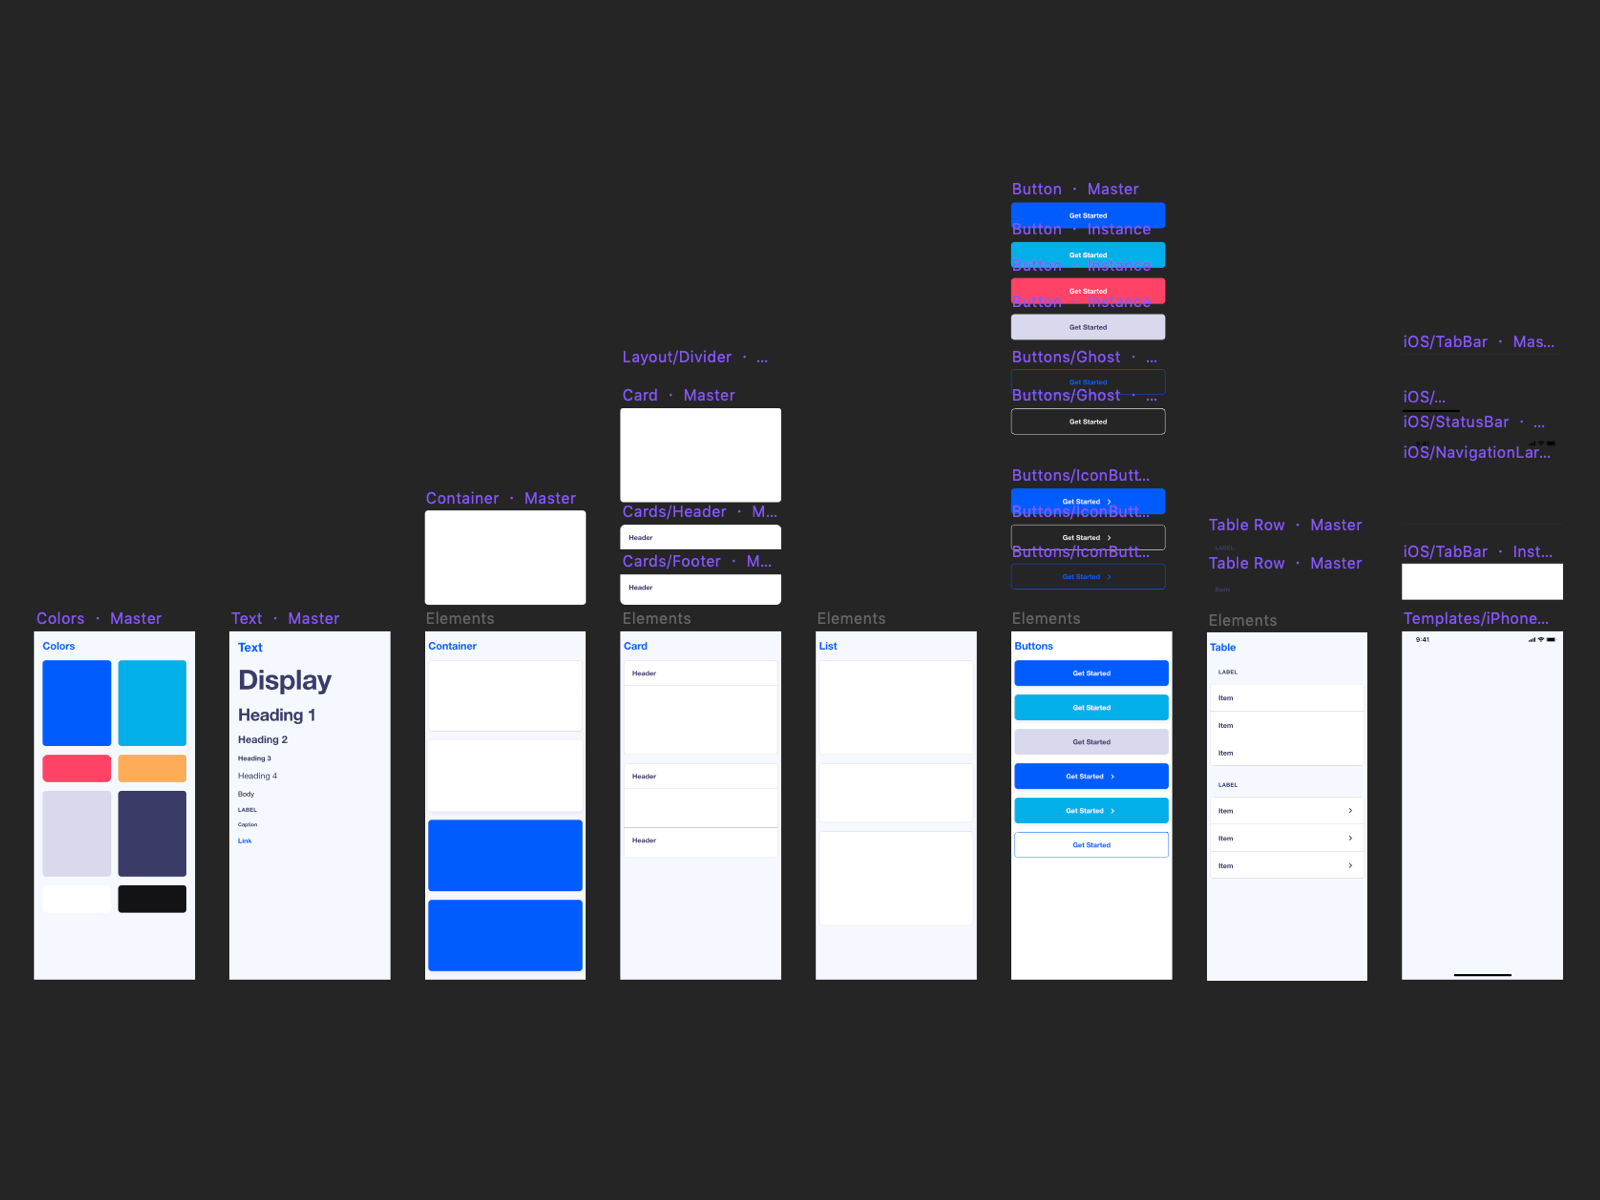 Button · Master
Get Started
Button · Instance
Get Started
Button · Instance
Get Started
Button · Instance
Get Started
Buttons/Ghost · ...
Get Started
Buttons/Ghost · ...
Get Started
Buttons/IconButt...
Get Started
Buttons/IconButt...
Get Started
Buttons/IconButt...
Get Started
Layout/Divider · ...
Card · Master
Cards/Header · M...
Header
Cards/Footer · M...
Header
Container · Master
Table Row · Master
LABEL
Table Row · Master
Item
iOS/TabBar · Mas...
iOS/...
iOS/StatusBar · ...
9:41
iOS/NavigationLar...
iOS/TabBar · Inst...
Colors · Master
Colors
Text · Master
Text
Display
Heading 1
Heading 2
Heading 3
Heading 4
Body
LABEL
Caption
Link
Elements
Container
Elements
Card
Header
Header
Header
Elements
List
Elements
Buttons
Get Started
Get Started
Get Started
Get Started
Get Started
Get Started
Elements
Table
LABEL
Item
Item
Item
LABEL
Item
Item
Item
Templates/iPhone...
9:41